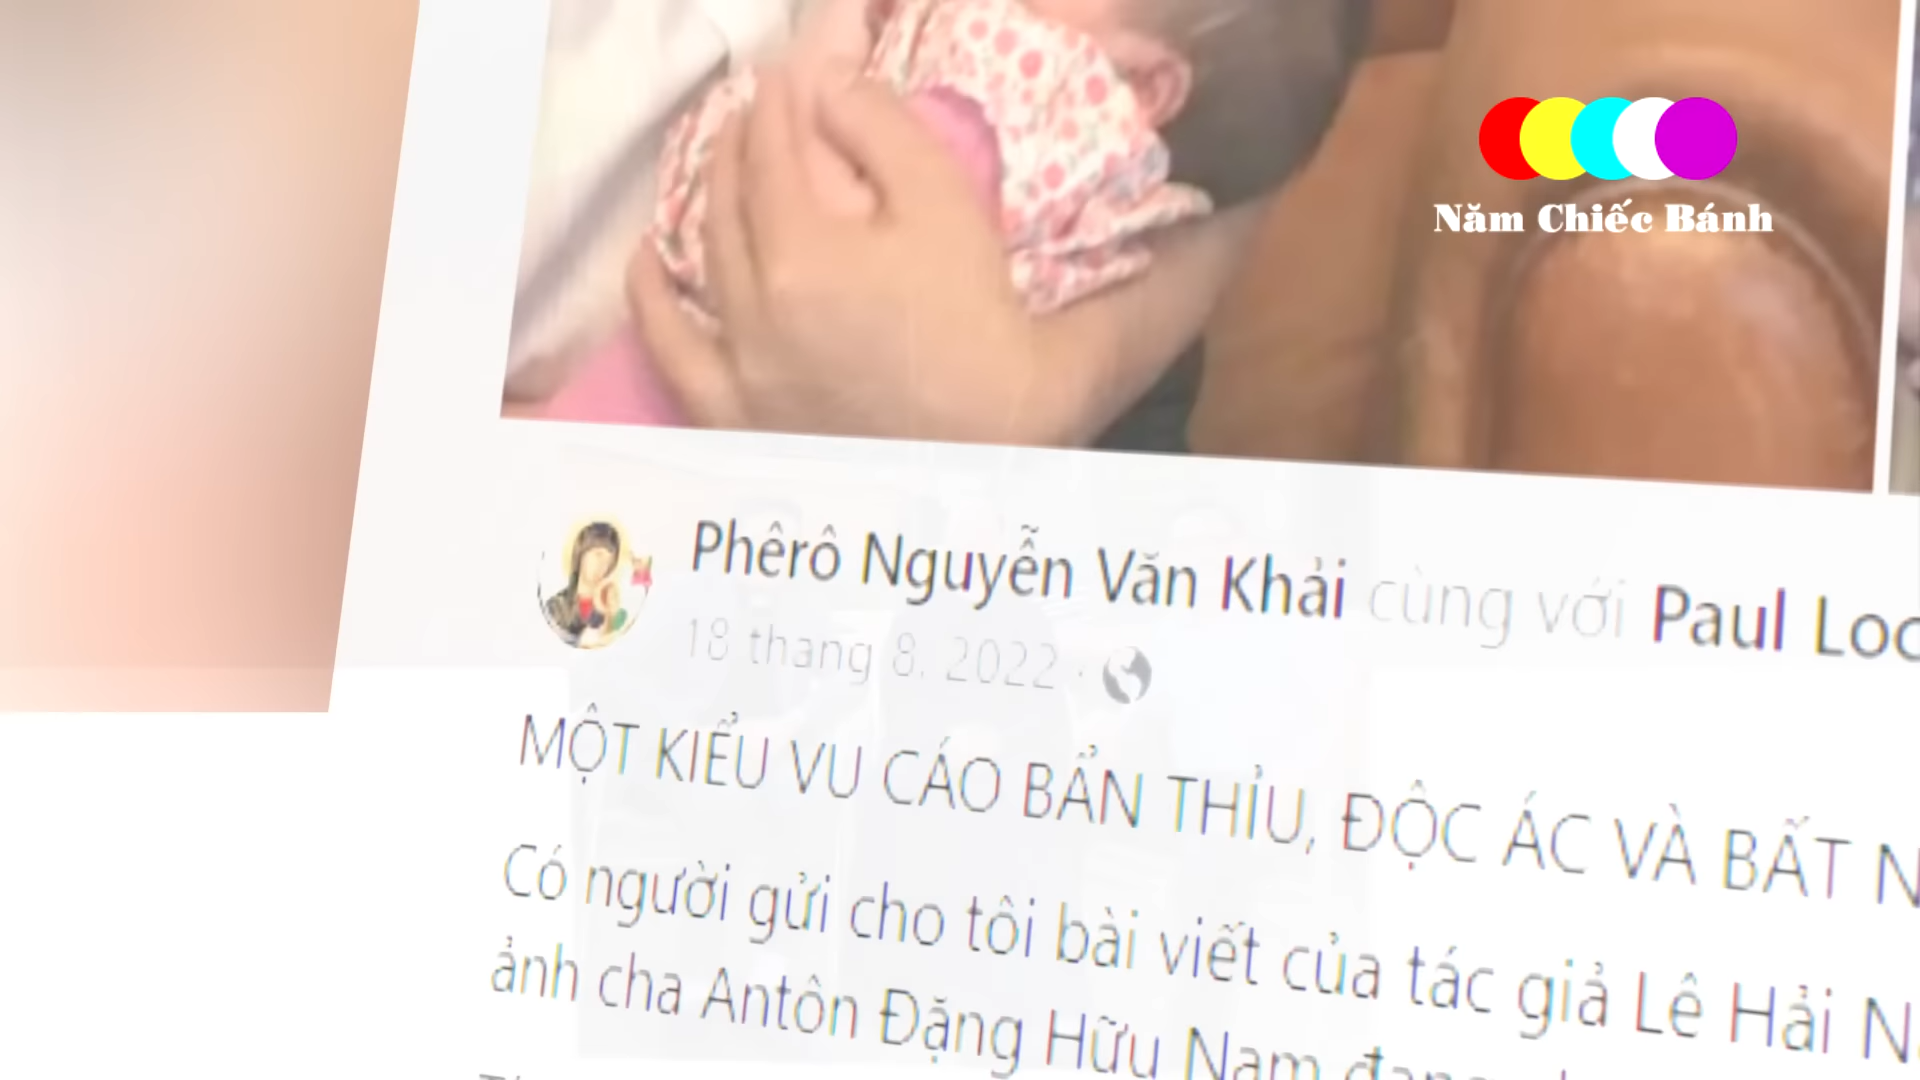 Năm Chiếc Bánh
Phêrô Nguyễn Văn Khải cùng với Paul Loc
18 tháng 8, 2022 ·
MỘT KIỂU VU CÁO BẨN THỈU, ĐỘC ÁC VÀ BẤT N
Có người gửi cho tôi bài viết của tác giả Lê Hải N
ảnh cha Antôn Đặng Hữu Nam